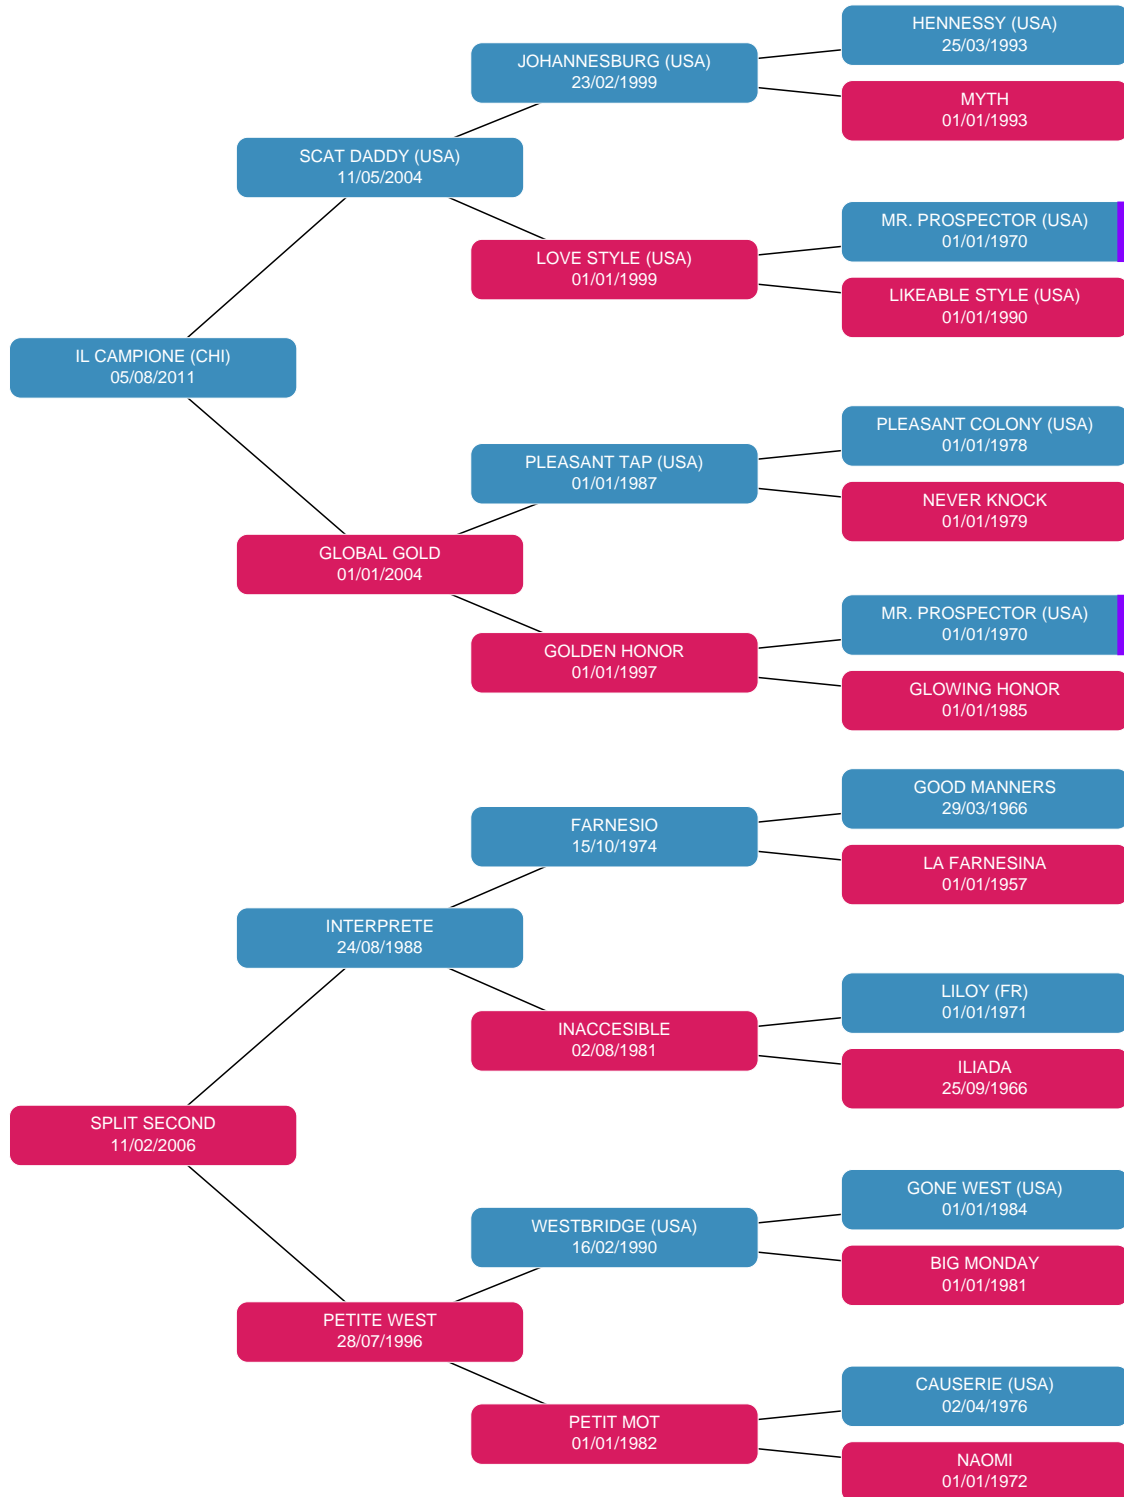 HENNESSY (USA)
25/03/1993
JOHANNESBURG (USA)
23/02/1999
MYTH
01/01/1993
SCAT DADDY (USA)
11/05/2004
MR. PROSPECTOR (USA)
01/01/1970
LOVE STYLE (USA)
01/01/1999
LIKEABLE STYLE (USA)
01/01/1990
IL CAMPIONE (CHI)
05/08/2011
PLEASANT COLONY (USA)
01/01/1978
PLEASANT TAP (USA)
01/01/1987
NEVER KNOCK
01/01/1979
GLOBAL GOLD
01/01/2004
MR. PROSPECTOR (USA)
01/01/1970
GOLDEN HONOR
01/01/1997
GLOWING HONOR
01/01/1985
GOOD MANNERS
29/03/1966
FARNESIO
15/10/1974
LA FARNESINA
01/01/1957
INTERPRETE
24/08/1988
LILOY (FR)
01/01/1971
INACCESIBLE
02/08/1981
ILIADA
25/09/1966
SPLIT SECOND
11/02/2006
GONE WEST (USA)
01/01/1984
WESTBRIDGE (USA)
16/02/1990
BIG MONDAY
01/01/1981
PETITE WEST
28/07/1996
CAUSERIE (USA)
02/04/1976
PETIT MOT
01/01/1982
NAOMI
01/01/1972